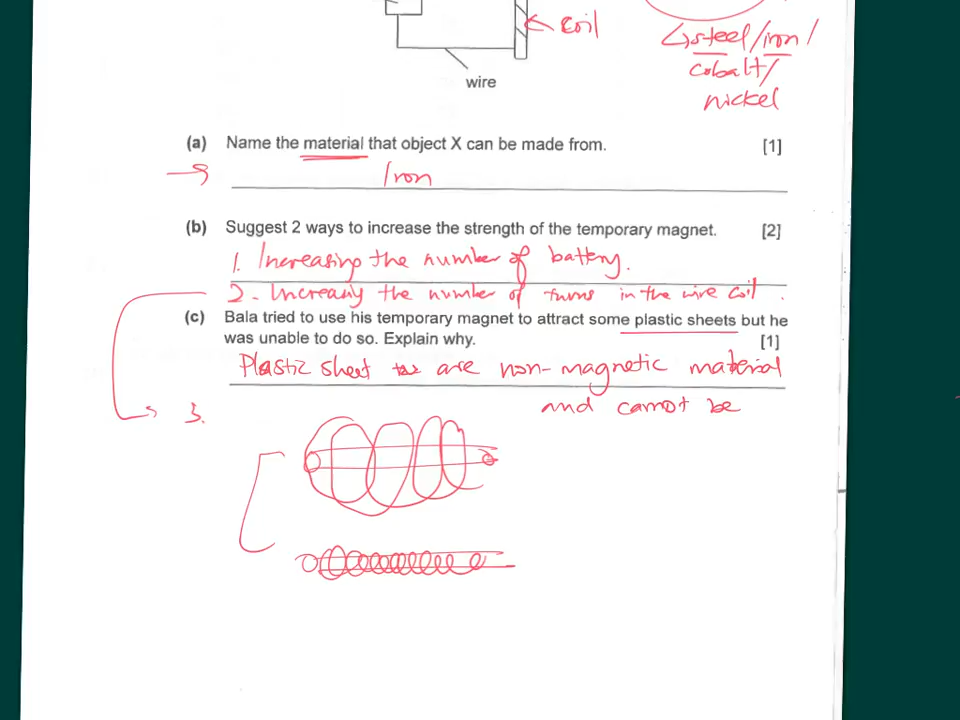 coil
↳steel/iron/
cobalt/
nickel
wire
(a) Name the material that object X can be made from. [1]
→ Iron
(b) Suggest 2 ways to increase the strength of the temporary magnet. [2]
1. Increasing the number of battery.
2. Increasing the number of turns in the wire coil.
(c) Bala tried to use his temporary magnet to attract some plastic sheets but he
was unable to do so. Explain why. [1]
Plastic sheet are non-magnetic material
and cannot be
3.